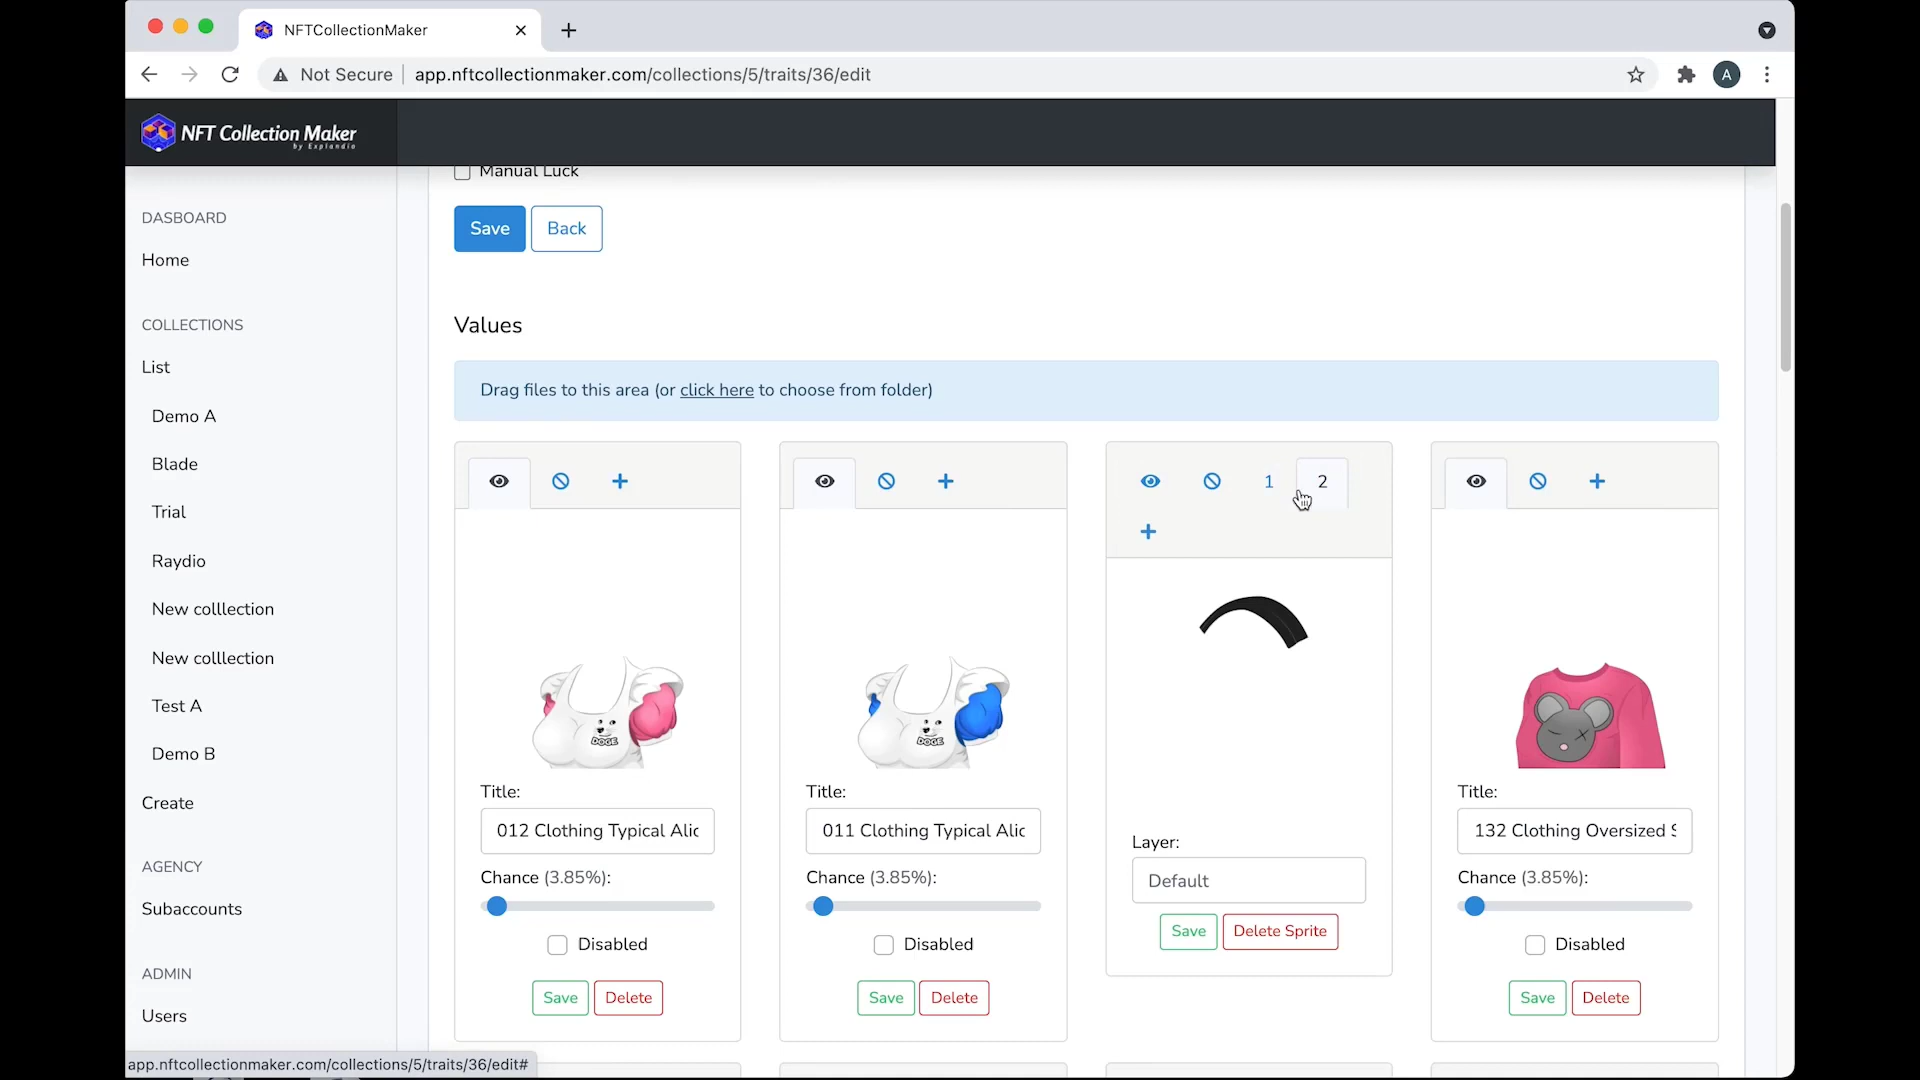 NFTCollectionMaker
Not Secure
app.nftcollectionmaker.com/collections/5/traits/36/edit
A
NFT Collection Maker
by Explandio
Manual Luck
Save
Back
DASBOARD
Home
COLLECTIONS
List
Demo A
Blade
Trial
Raydio
New colllection
New colllection
Test A
Demo B
Create
AGENCY
Subaccounts
ADMIN
Users
Values
Drag files to this area (or click here to choose from folder)
DOGE
Title:
012 Clothing Typical Alic
Chance (3.85%):
Disabled
Save
Delete
DOGE
Title:
011 Clothing Typical Alic
Chance (3.85%):
Disabled
Save
Delete
1
2
Layer:
Default
Save
Delete Sprite
Title:
132 Clothing Oversized S
Chance (3.85%):
Disabled
Save
Delete
app.nftcollectionmaker.com/collections/5/traits/36/edit#